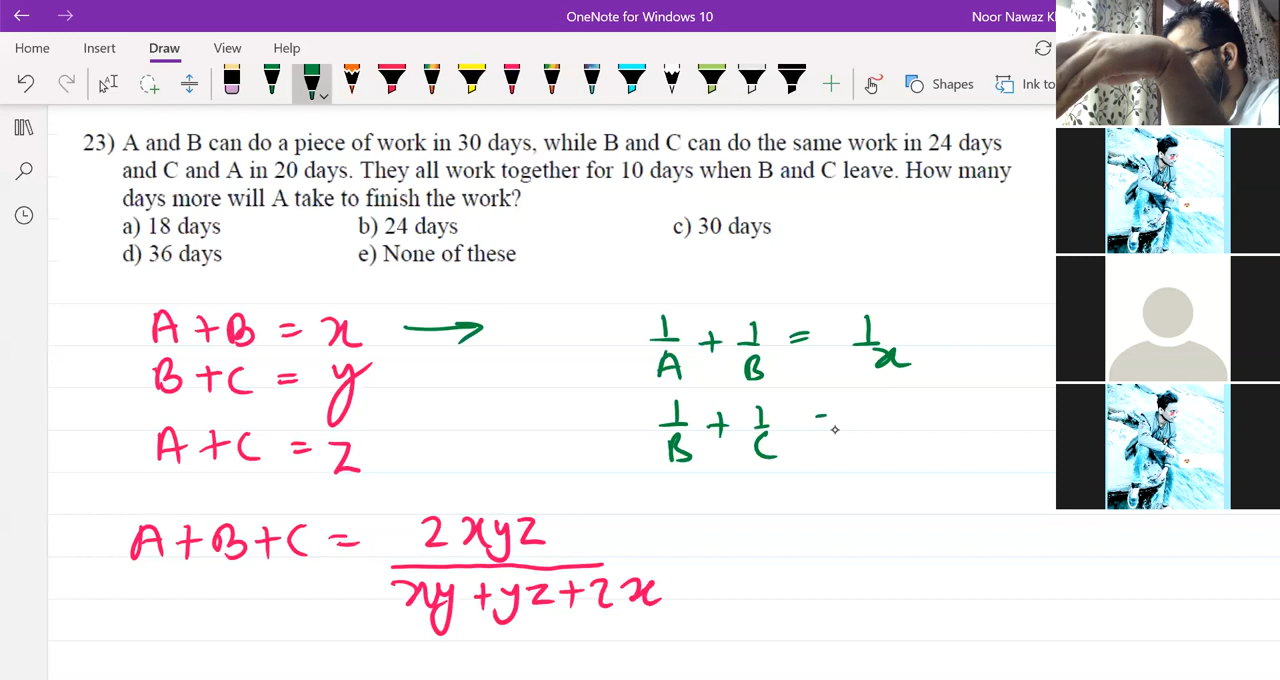 OneNote for Windows 10
Noor Nawaz Kh
Home Insert Draw View Help
Shapes
Ink to
23) A and B can do a piece of work in 30 days, while B and C can do the same work in 24 days
and C and A in 20 days. They all work together for 10 days when B and C leave. How many
days more will A take to finish the work?
a) 18 days b) 24 days c) 30 days
d) 36 days e) None of these
A + B = x → 1/A + 1/B = 1/x
B + C = y
1/B + 1/C =
A + C = z
A + B + C = 2xyz / xy + yz + zx